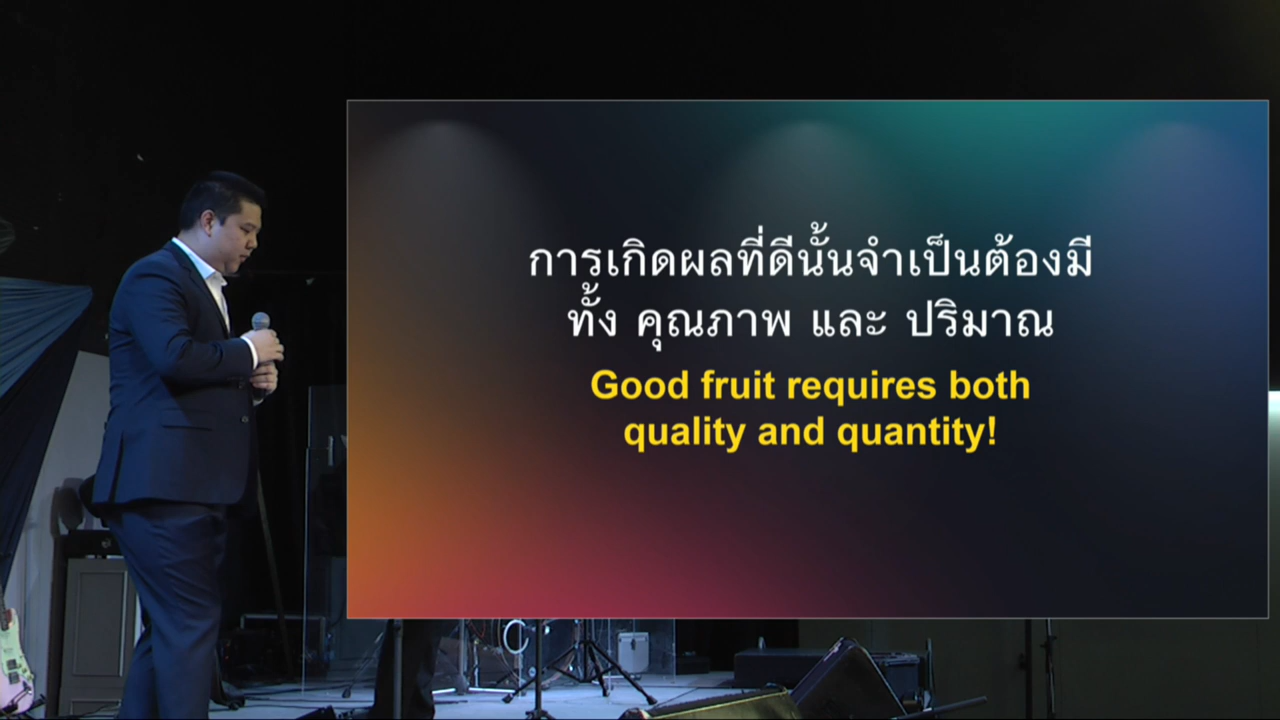 การเกิดผลที่ดีนั้นจำเป็นต้องมี
ทั้ง คุณภาพ และ ปริมาณ
Good fruit requires both
quality and quantity!